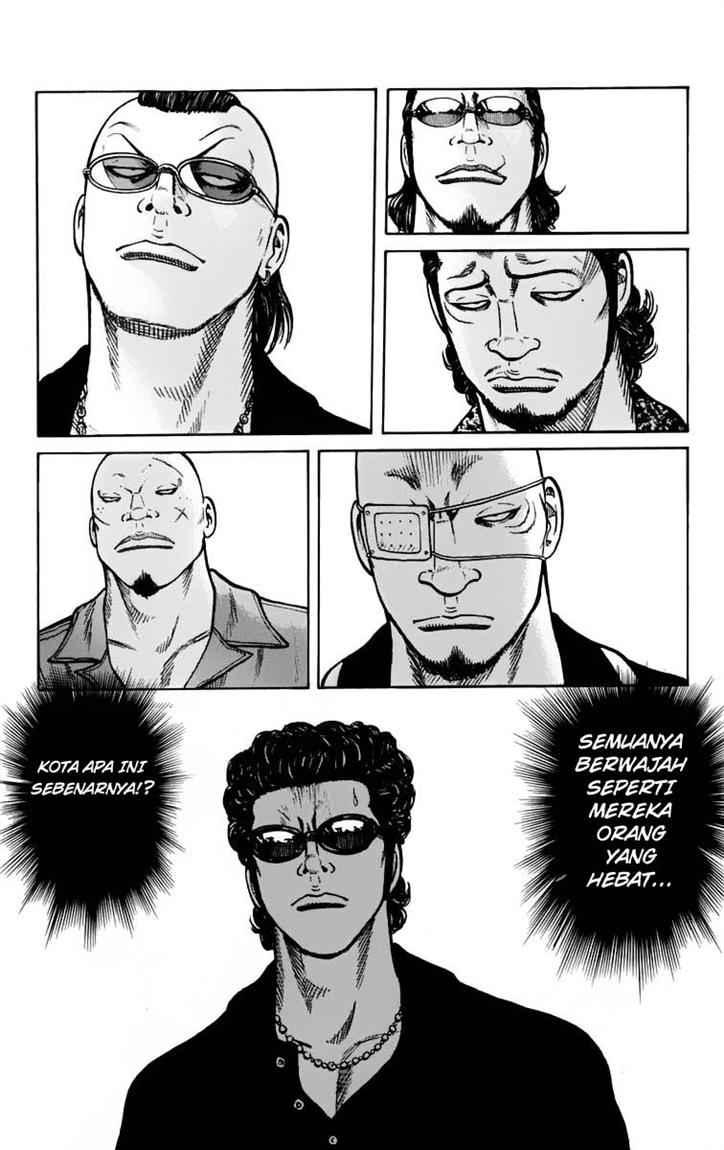 SEMUANYA
BERWAJAH
SEPERTI
MEREKA
ORANG
YANG
HEBAT...
KOTA APA INI
SEBENARNYA!?